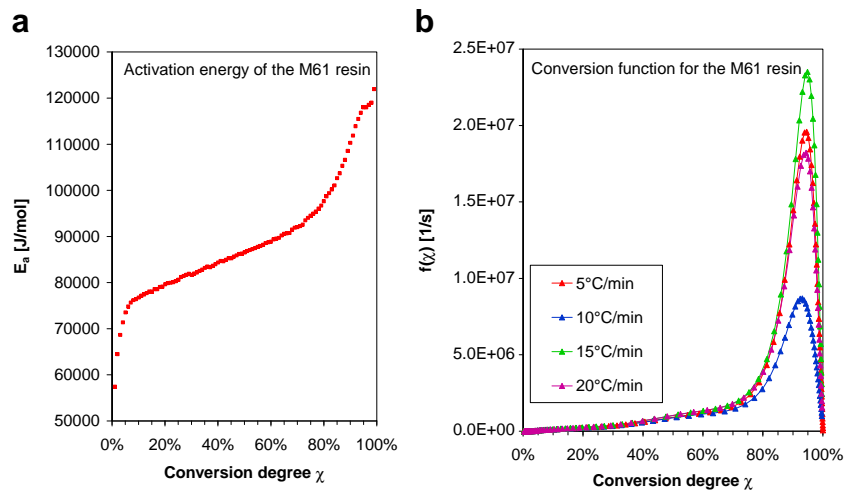 a
Activation energy of the M61 resin
130000
120000
110000
100000
90000
80000
70000
60000
50000
Eₐ [J/mol]
0% 20% 40% 60% 80% 100%
Conversion degree χ
b
Conversion function for the M61 resin
2.5E+07
2.0E+07
1.5E+07
1.0E+07
5.0E+06
0.0E+00
f(χ) [1/s]
5°C/min
10°C/min
15°C/min
20°C/min
0% 20% 40% 60% 80% 100%
Conversion degree χ